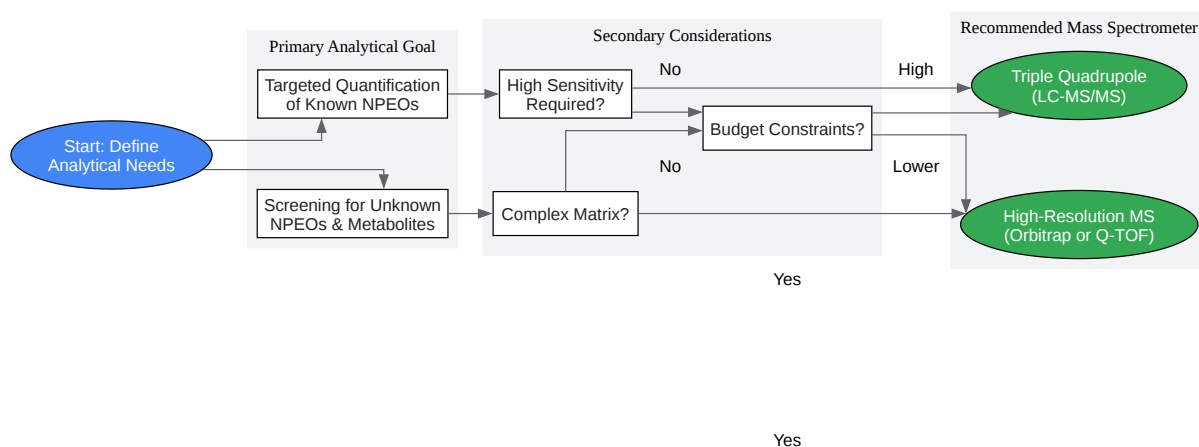 Primary Analytical Goal
Secondary Considerations
Recommended Mass Spectrometer
Start: Define
Analytical Needs
Targeted Quantification
of Known NPEOs
Screening for Unknown
NPEOs & Metabolites
High Sensitivity
Required?
Complex Matrix?
No
Budget Constraints?
No
High
Lower
Triple Quadrupole
(LC-MS/MS)
High-Resolution MS
(Orbitrap or Q-TOF)
Yes
Yes